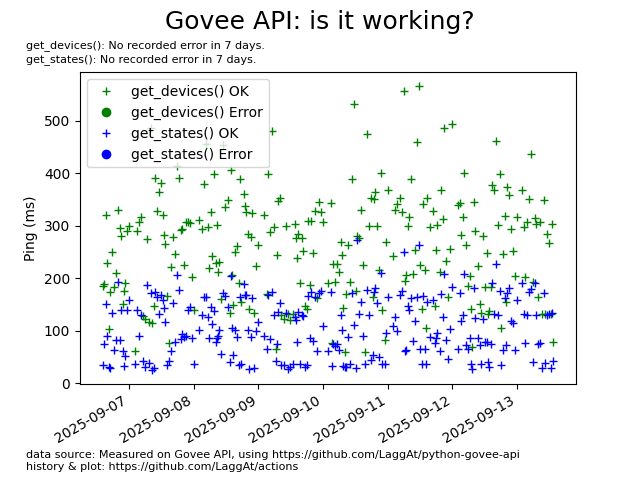 Govee API: is it working?
get_devices(): No recorded error in 7 days.
get_states(): No recorded error in 7 days.
get_devices() OK
get_devices() Error
get_states() OK
get_states() Error
Ping (ms)
500
400
300
200
100
0
2025-09-07
2025-09-08
2025-09-09
2025-09-10
2025-09-11
2025-09-12
2025-09-13
data source: Measured on Govee API, using https://github.com/LaggAt/python-govee-api
history & plot: https://github.com/LaggAt/actions